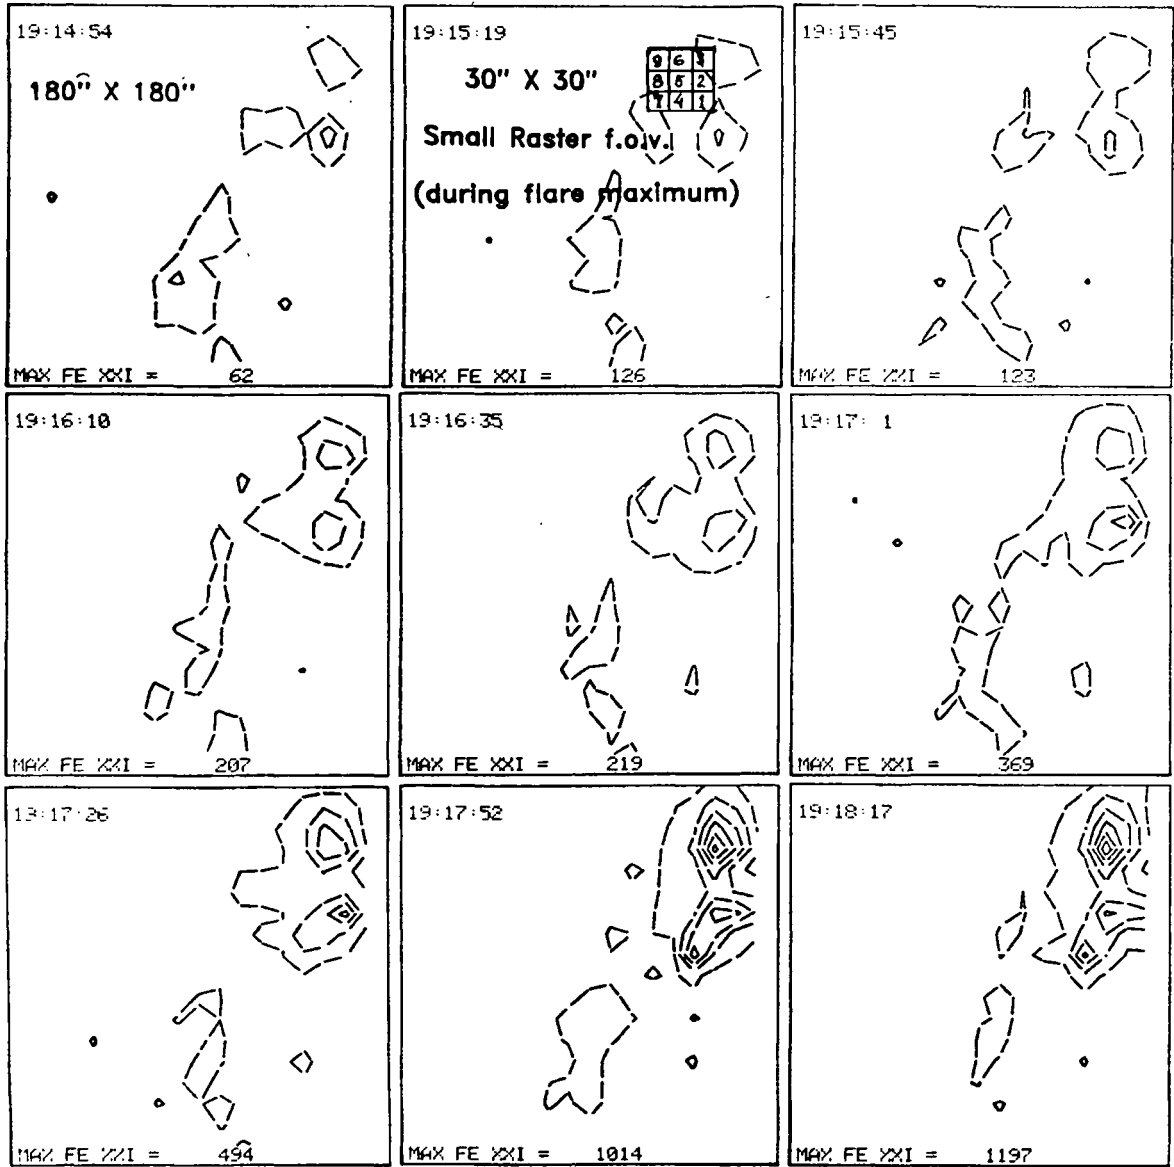 19:14:54
180" X 180"
MAX FE XXI = 62
19:15:19
30" X 30"
9 6 3
8 5 2
7 4 1
Small Raster f.o.v.
(during flare maximum)
MAX FE XXI = 126
19:15:45
MAX FE XXI = 123
19:16:10
MAX FE XXI = 207
19:16:35
MAX FE XXI = 219
19:17: 1
MAX FE XXI = 369
19:17:26
MAX FE XXI = 494
19:17:52
MAX FE XXI = 1014
19:18:17
MAX FE XXI = 1197